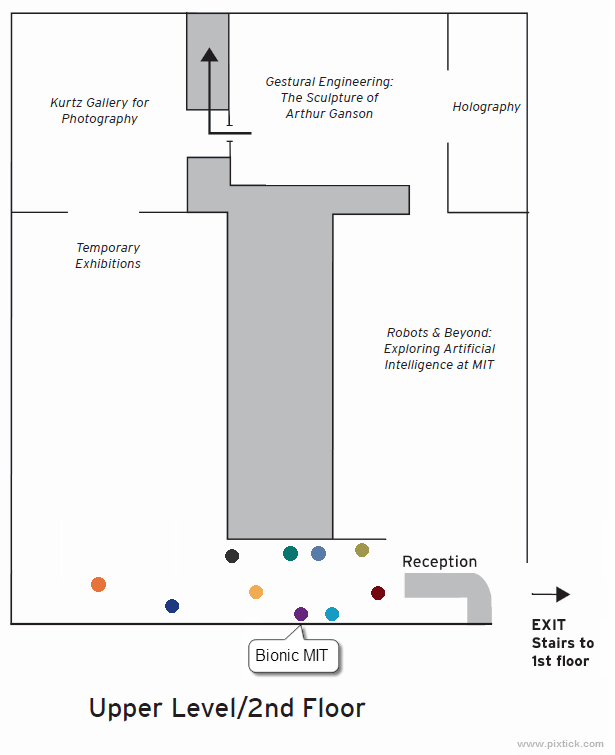 Kurtz Gallery for
Photography
Gestural Engineering:
The Sculpture of
Arthur Ganson
Holography
Temporary
Exhibitions
Robots & Beyond:
Exploring Artificial
Intelligence at MIT
Reception
EXIT
Stairs to
1st floor
Bionic MIT
Upper Level/2nd Floor
www.pixtick.com